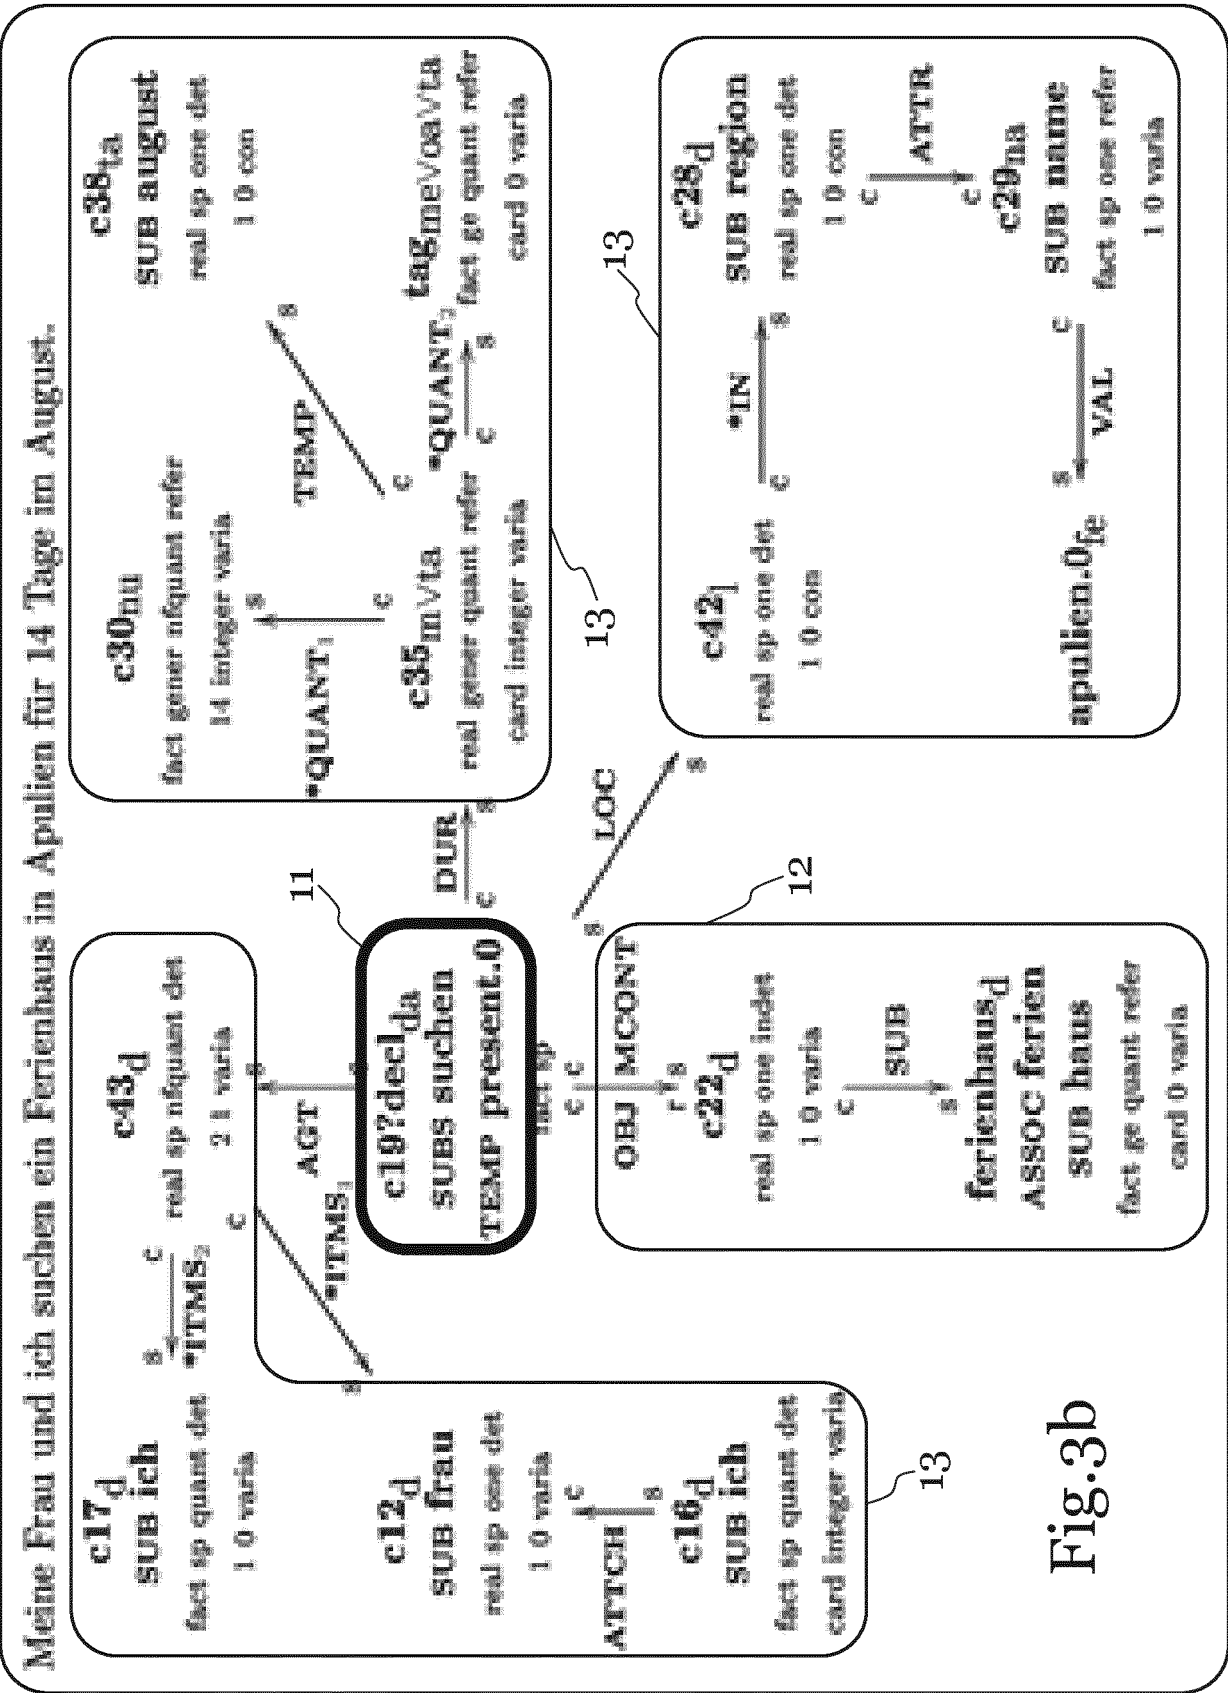 Meine Frau und ich suchen ein Ferienhaus in Apulien für 14 Tage im August.
c17d
SUB ich
fact sp quant det
1 0 varia
c
s
*ITMS2
c43d
real sp nfquant det
2 1 varia
c30nu
fact gener nfquant refer
14 integer varia
c38ta
SUB august
real sp one det
1 0 con
c
*ITMS1
s
AGT
s
11
*QUANT1
s
c
TEMP
s
c
c12d
SUB frau
real sp one det
1 0 varia
c19?declda
SUBS suchen
TEMP present.0
fact sp
DUR
c
s
c35m\/ta
real gener quant refer
card integer varia
*QUANT2
c
s
tagme\/oa\/ta
fact ge quant refer
card 0 varia
ATTCH
c
s
c c
c
OBJ MCONT
r s
s
LOC
s
13
13
c16d
SUB ich
fact sp quant det
card integer varia
c22d
real sp one indet
1 0 varia
c
SUB
s
12
c42l
real sp one det
1 0 con
*IN
c
s
c28d
SUB region
real sp one det
1 0 con
c
ATTR
c
13
ferienhausd
ASSOC ferien
SUB haus
fact ge quant refer
card 0 varia
apulien.0fe
s
c
VAL
c29na
SUB name
fact sp one refer
1 0 varia
Fig.3b